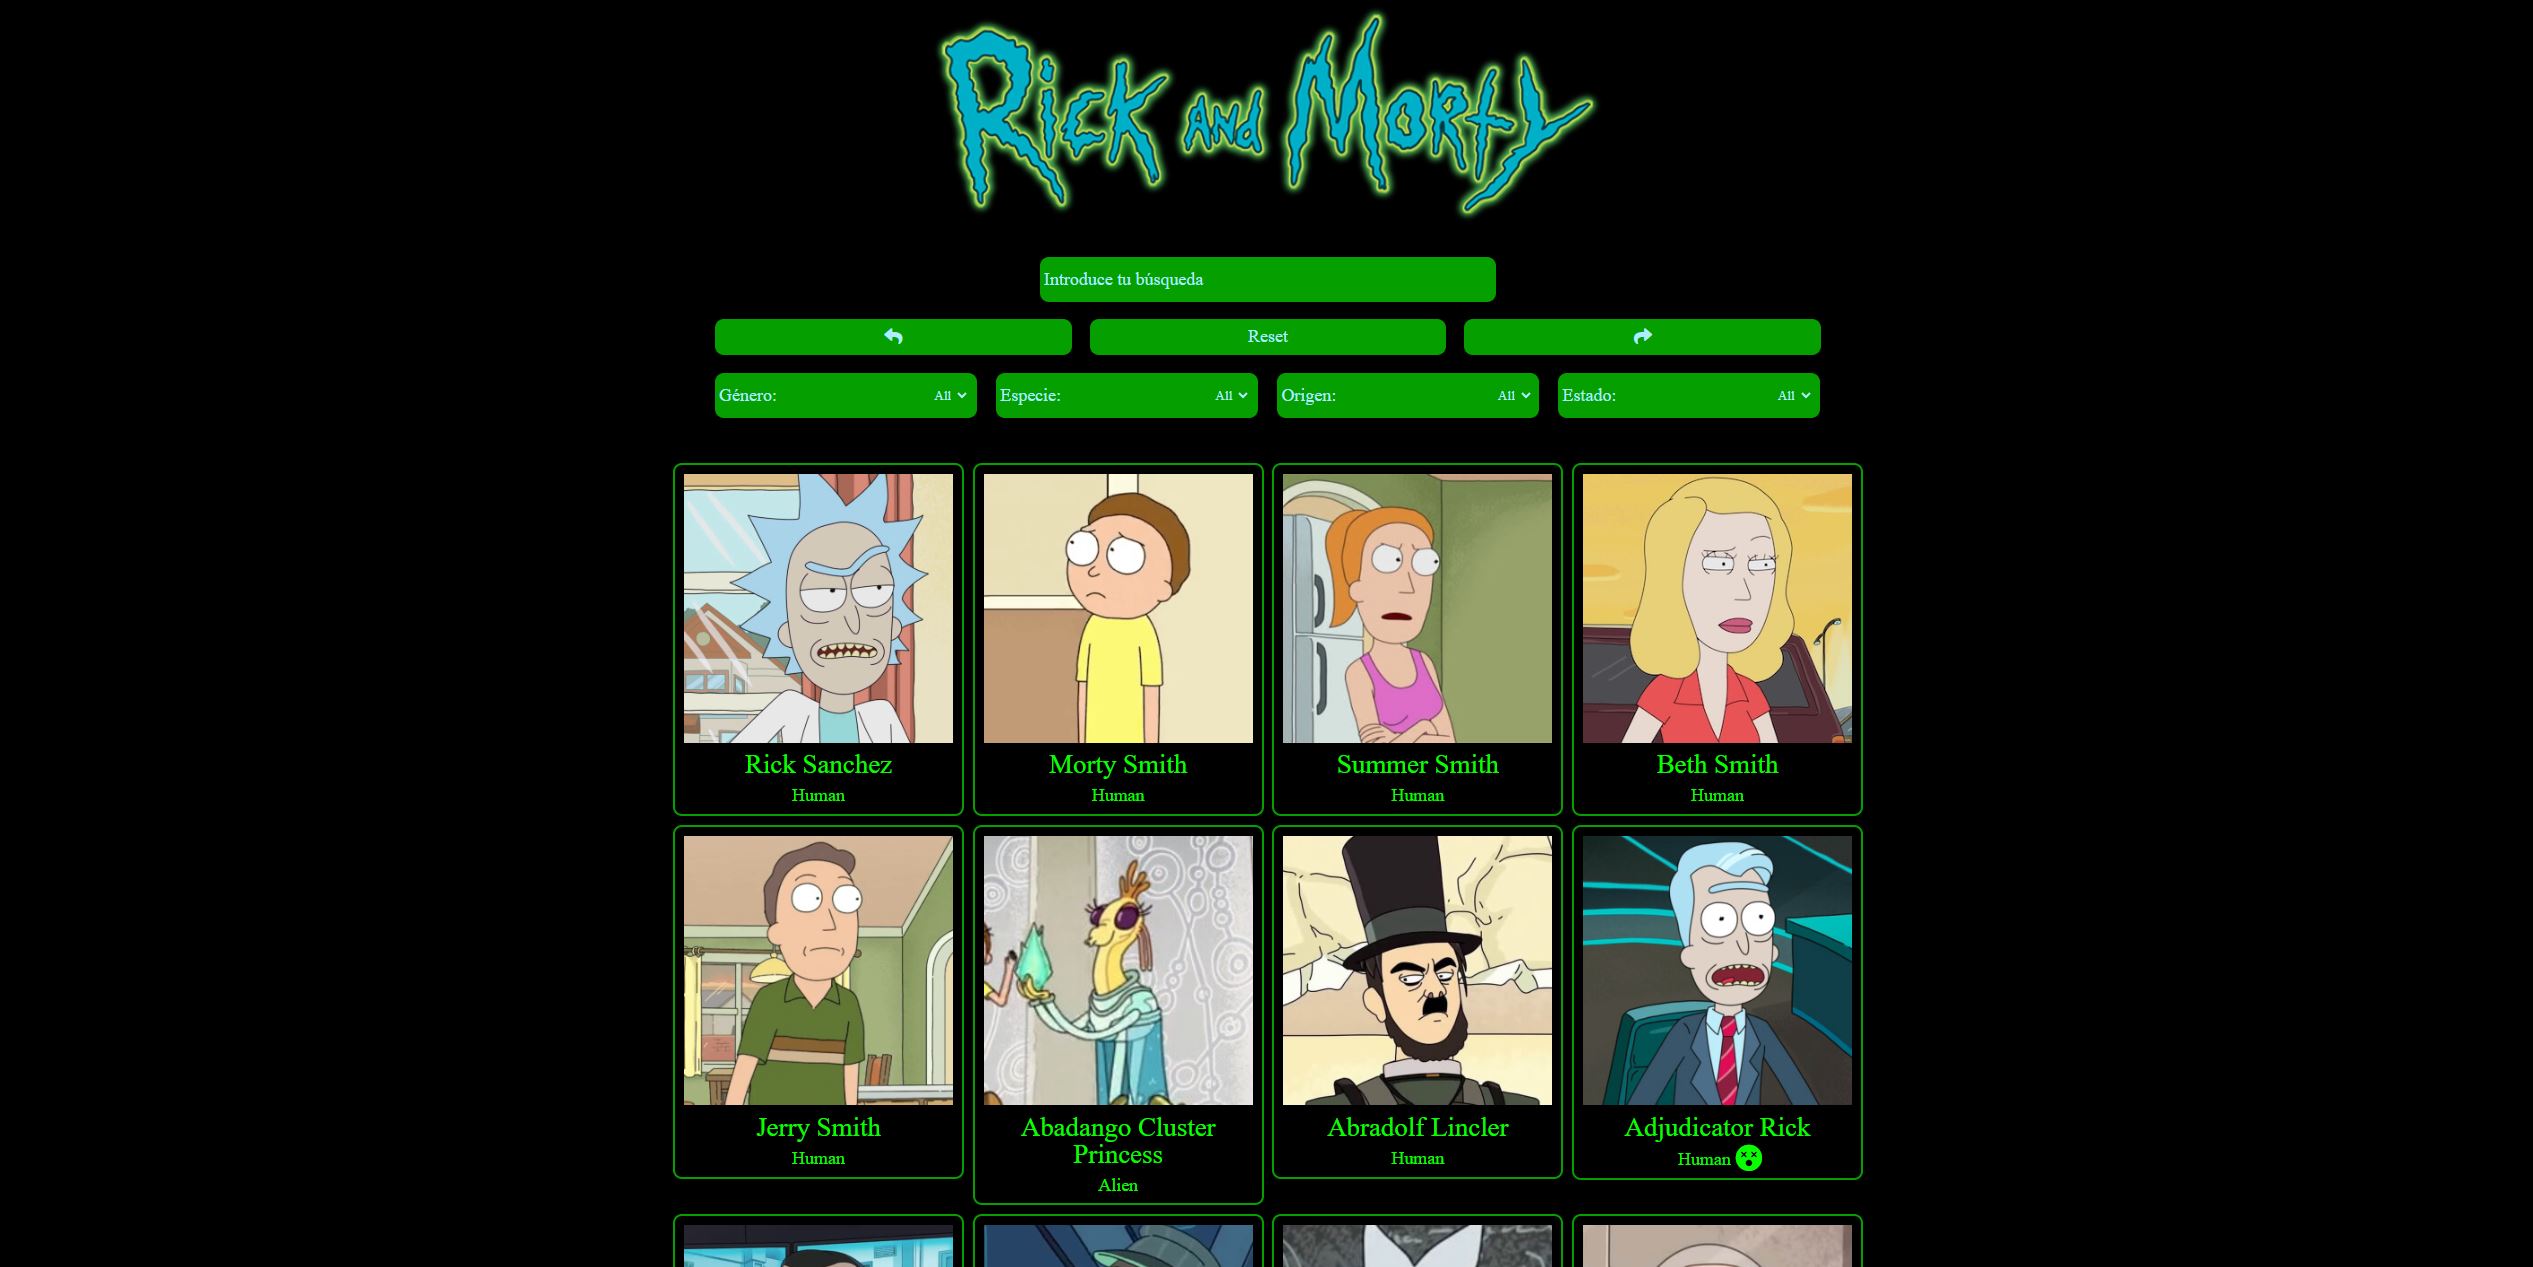 Rick and Morty
Introduce tu búsqueda
Reset
Género: All
Especie: All
Origen: All
Estado: All
Rick Sanchez
Human
Morty Smith
Human
Summer Smith
Human
Beth Smith
Human
Jerry Smith
Human
Abadango Cluster
Princess
Alien
Abradolf Lincler
Human
Adjudicator Rick
Human